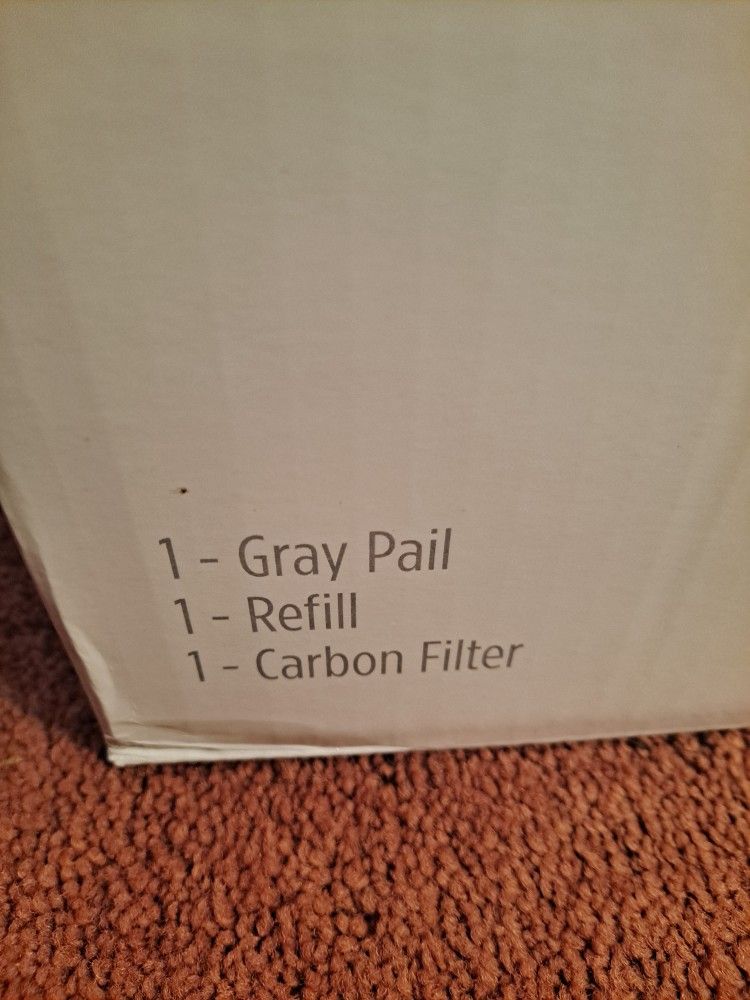 1 - Gray Pail
1 - Refill
1 - Carbon Filter